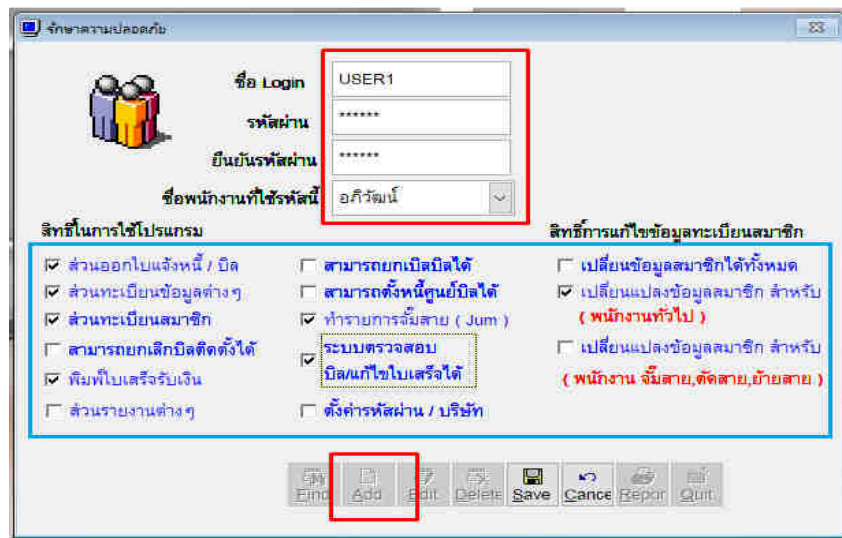 รักษาความปลอดภัย
ชื่อ Login USER1
รหัสผ่าน ******
ยืนยันรหัสผ่าน ******
ชื่อพนักงานที่ใช้รหัสนี้ อภิวัฒน์
สิทธิ์ในการใช้โปรแกรม สิทธิ์การแก้ไขข้อมูลทะเบียนสมาชิก
ส่วนออกใบแจ้งหนี้ / บิล สามารถยกเบิลบิลได้ เปลี่ยนข้อมูลสมาชิกได้ทั้งหมด
ส่วนทะเบียนข้อมูลต่างๆ สามารถตั้งหนี้ศูนย์บิลได้ เปลี่ยนแปลงข้อมูลสมาชิก สำหรับ
ส่วนทะเบียนสมาชิก ทำรายการจั๊มสาย ( Jum ) ( พนักงานทั่วไป )
สามารถยกเลิกบิลติดตั้งได้ ระบบตรวจสอบ เปลี่ยนแปลงข้อมูลสมาชิก สำหรับ
พิมพ์ใบเสร็จรับเงิน บิล/แก้ไขใบเสร็จได้ ( พนักงาน จั๊มสาย,ตัดสาย,ย้ายสาย )
ส่วนรายงานต่างๆ ตั้งค่ารหัสผ่าน / บริษัท
Find Add Edit Delete Save Cance Repor Quit